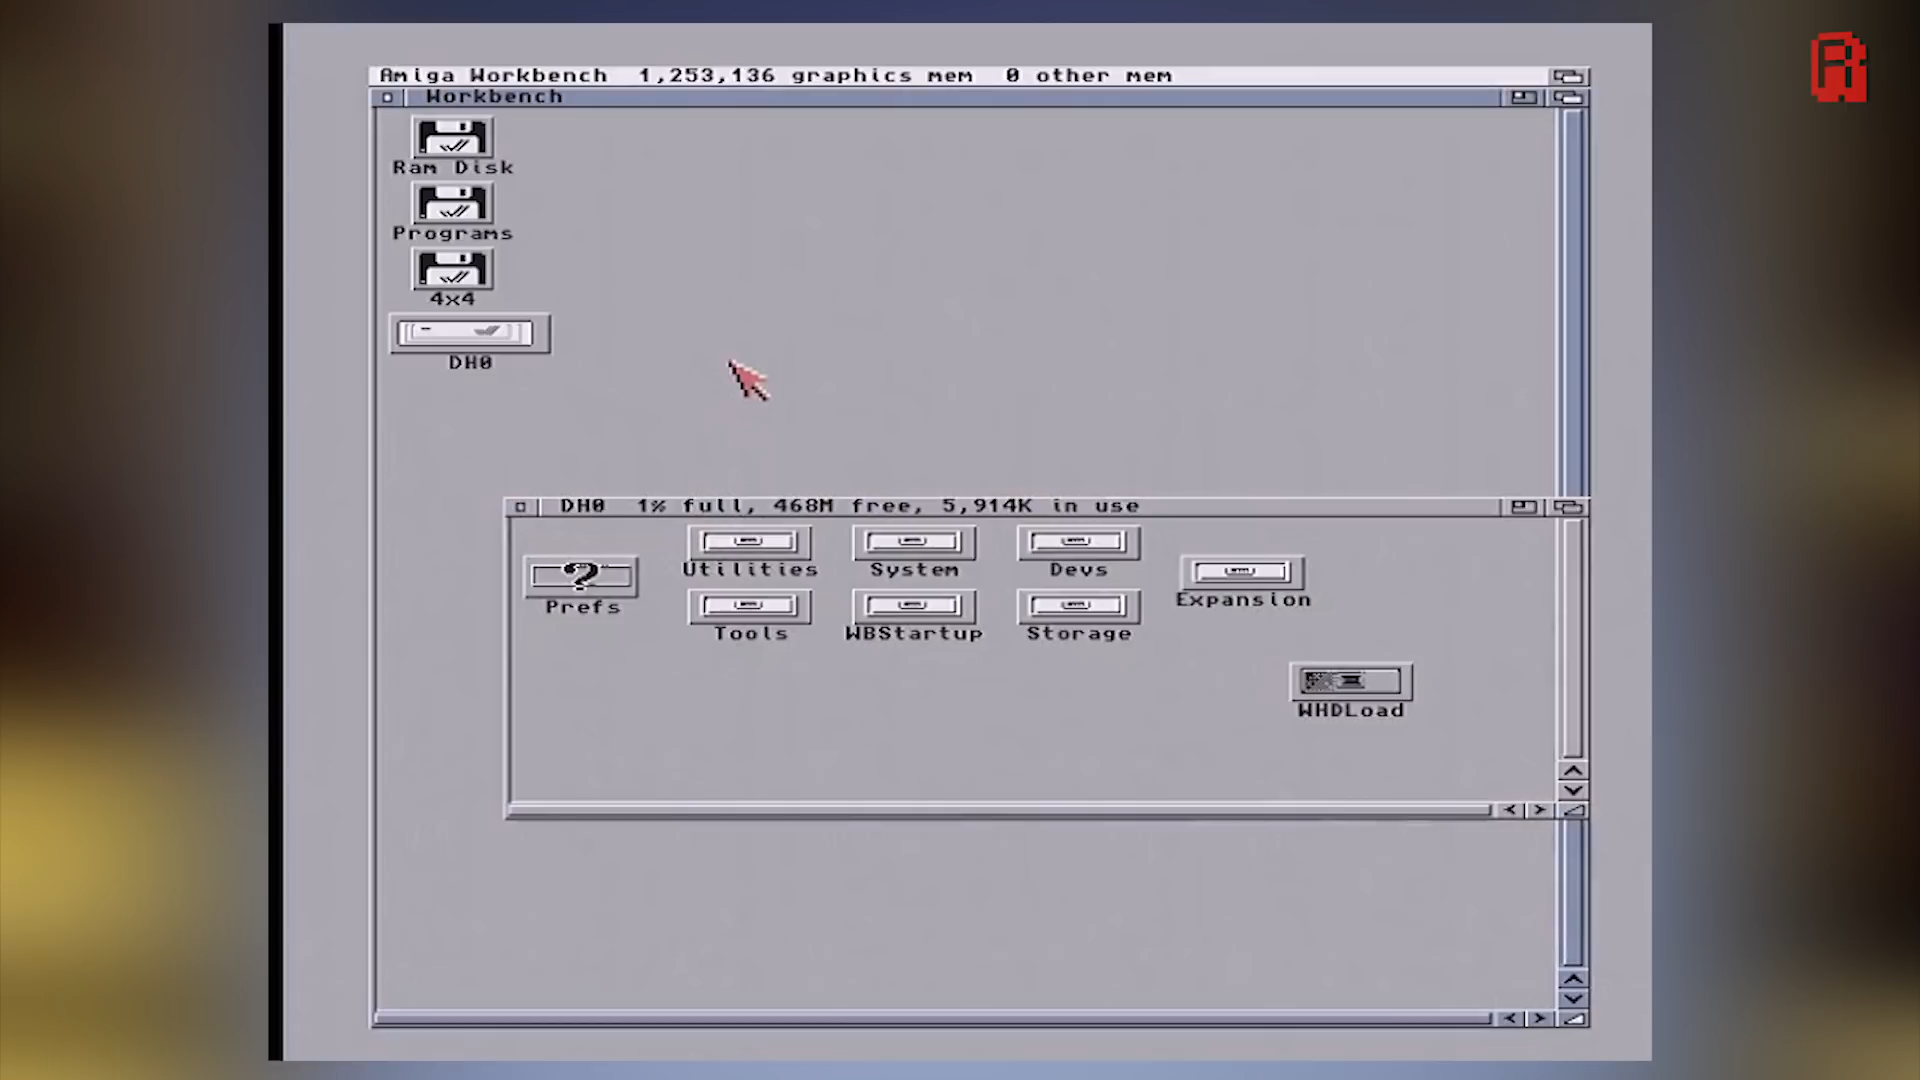 Amiga Workbench 1,253,136 graphics mem 0 other mem
Workbench
Ram Disk
Programs
4x4
DH0
DH0 1% full, 468M free, 5,914K in use
Utilities System Devs
Prefs Expansion
Tools WBStartup Storage
WHDLoad